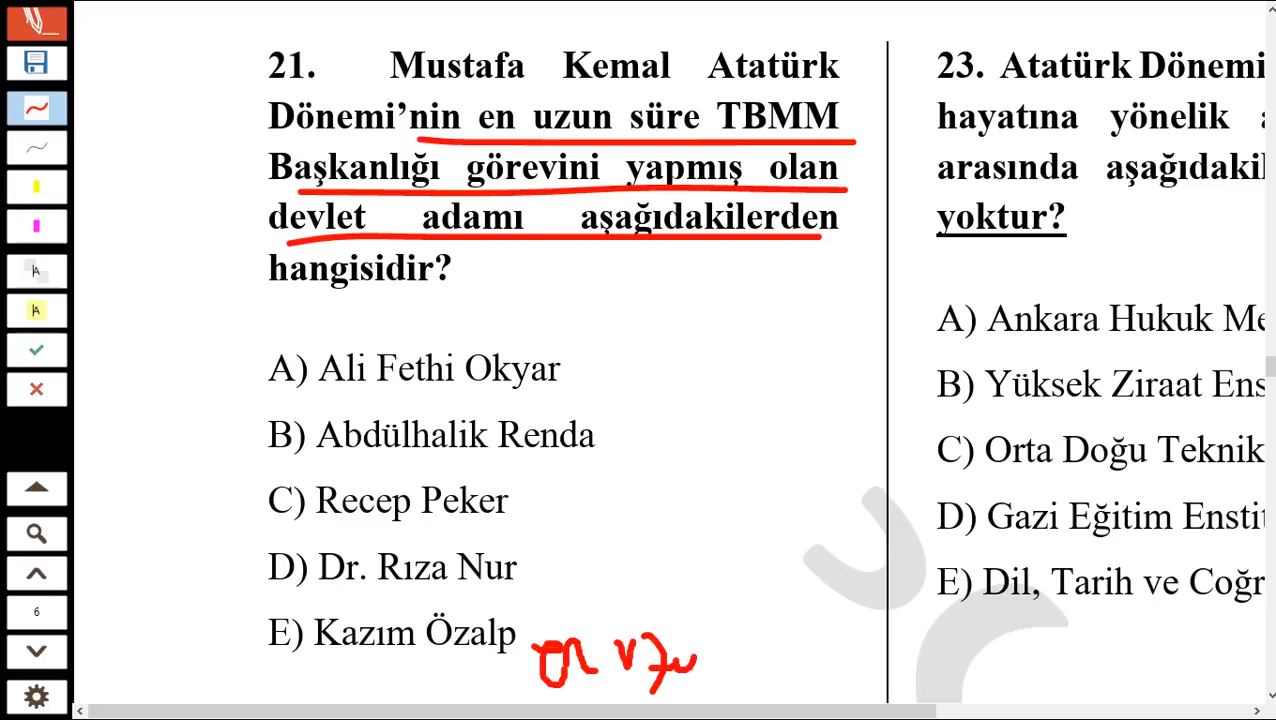 21. Mustafa Kemal Atatürk
Dönemi’nin en uzun süre TBMM
Başkanlığı görevini yapmış olan
devlet adamı aşağıdakilerden
hangisidir?
A) Ali Fethi Okyar
B) Abdülhalik Renda
C) Recep Peker
D) Dr. Rıza Nur
E) Kazım Özalp
23. Atatürk Dönemi
hayatına yönelik a
arasında aşağıdakil
yoktur?
A) Ankara Hukuk Me
B) Yüksek Ziraat Ens
C) Orta Doğu Teknik
D) Gazi Eğitim Enstit
E) Dil, Tarih ve Coğr
6